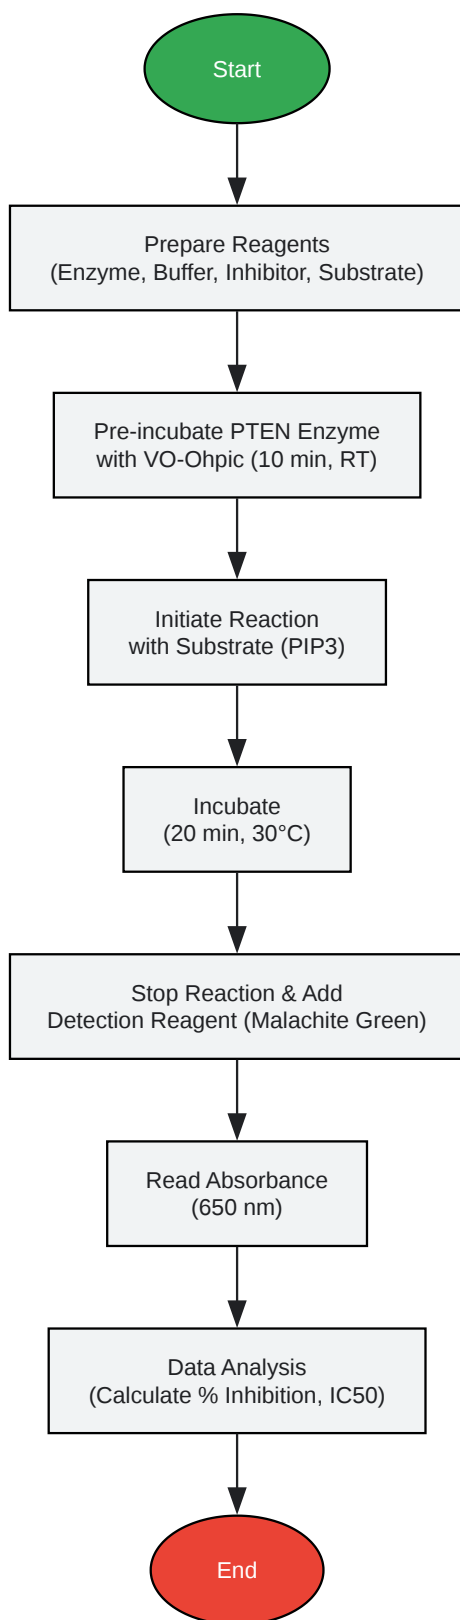 Start
Prepare Reagents
(Enzyme, Buffer, Inhibitor, Substrate)
Pre-incubate PTEN Enzyme
with VO-Ohpic (10 min, RT)
Initiate Reaction
with Substrate (PIP3)
Incubate
(20 min, 30°C)
Stop Reaction & Add
Detection Reagent (Malachite Green)
Read Absorbance
(650 nm)
Data Analysis
(Calculate % Inhibition, IC50)
End